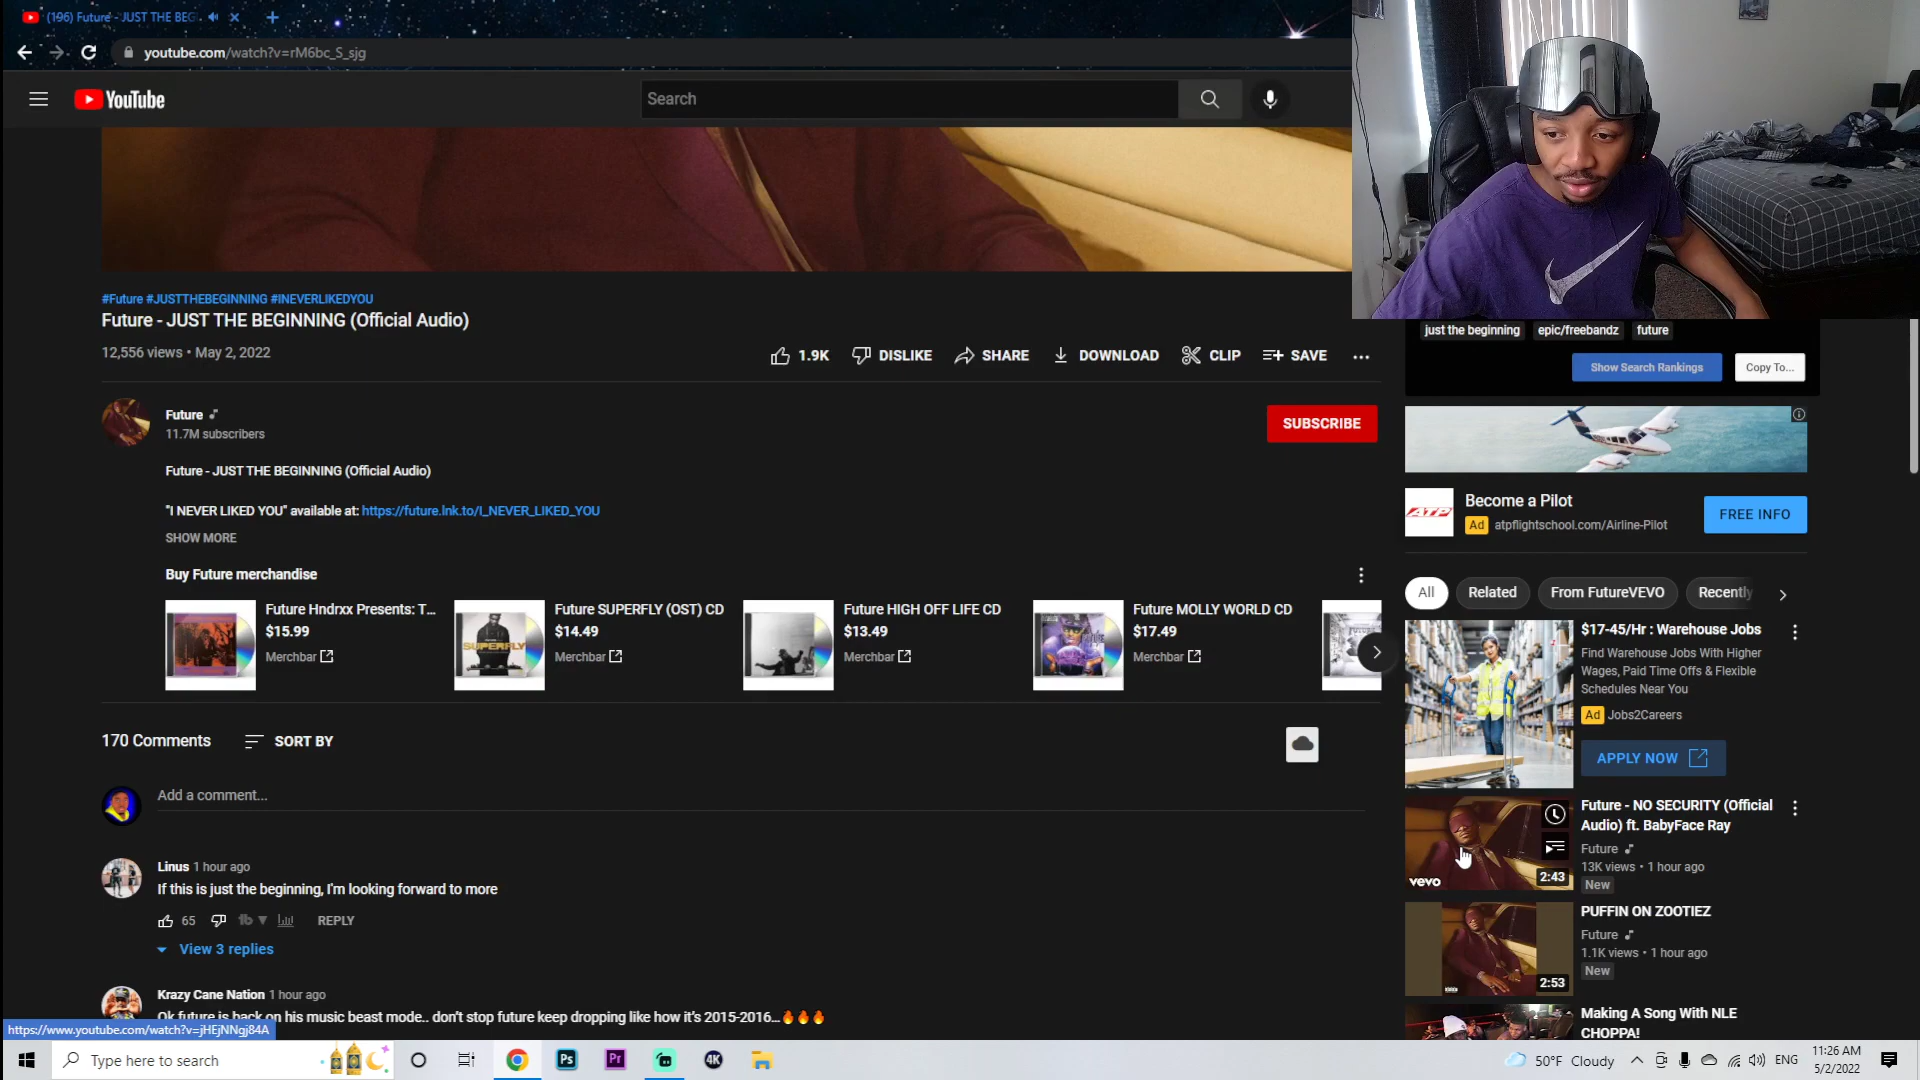 (196) Future - JUST THE BEG
youtube.com/watch?v=rM6bc_S_sjg
YouTube
Search
#Future #JUSTTHEBEGINNING #INEVERLIKEDYOU
Future - JUST THE BEGINNING (Official Audio)
12,556 views • May 2, 2022
1.9K DISLIKE SHARE DOWNLOAD CLIP SAVE
Future
11.7M subscribers
SUBSCRIBE
Future - JUST THE BEGINNING (Official Audio)
"I NEVER LIKED YOU" available at: https://future.lnk.to/I_NEVER_LIKED_YOU
SHOW MORE
Buy Future merchandise
Future Hndrxx Presents: T...
$15.99
Merchbar
SUPERFLY
Future SUPERFLY (OST) CD
$14.49
Merchbar
Future HIGH OFF LIFE CD
$13.49
Merchbar
Future MOLLY WORLD CD
$17.49
Merchbar
170 Comments SORT BY
Add a comment...
Linus 1 hour ago
If this is just the beginning, I'm looking forward to more
65 REPLY
View 3 replies
Krazy Cane Nation 1 hour ago
Ok future is back on his music beast mode.. don't stop future keep dropping like how it's 2015-2016...🔥🔥🔥
https://www.youtube.com/watch?v=jHEjNNgj84A
just the beginning epic/freebandz future
Show Search Rankings Copy To...
ATP
Become a Pilot
Ad atpflightschool.com/Airline-Pilot
FREE INFO
All Related From FutureVEVO Recently
$17-45/Hr : Warehouse Jobs
Find Warehouse Jobs With Higher
Wages, Paid Time Offs & Flexible
Schedules Near You
Ad Jobs2Careers
APPLY NOW
vevo
2:43
Future - NO SECURITY (Official
Audio) ft. BabyFace Ray
Future
13K views • 1 hour ago
New
2:53
PUFFIN ON ZOOTIEZ
Future
1.1K views • 1 hour ago
New
Making A Song With NLE
CHOPPA!
Type here to search
Ps
Pr
4K
50°F Cloudy
ENG
11:26 AM
5/2/2022